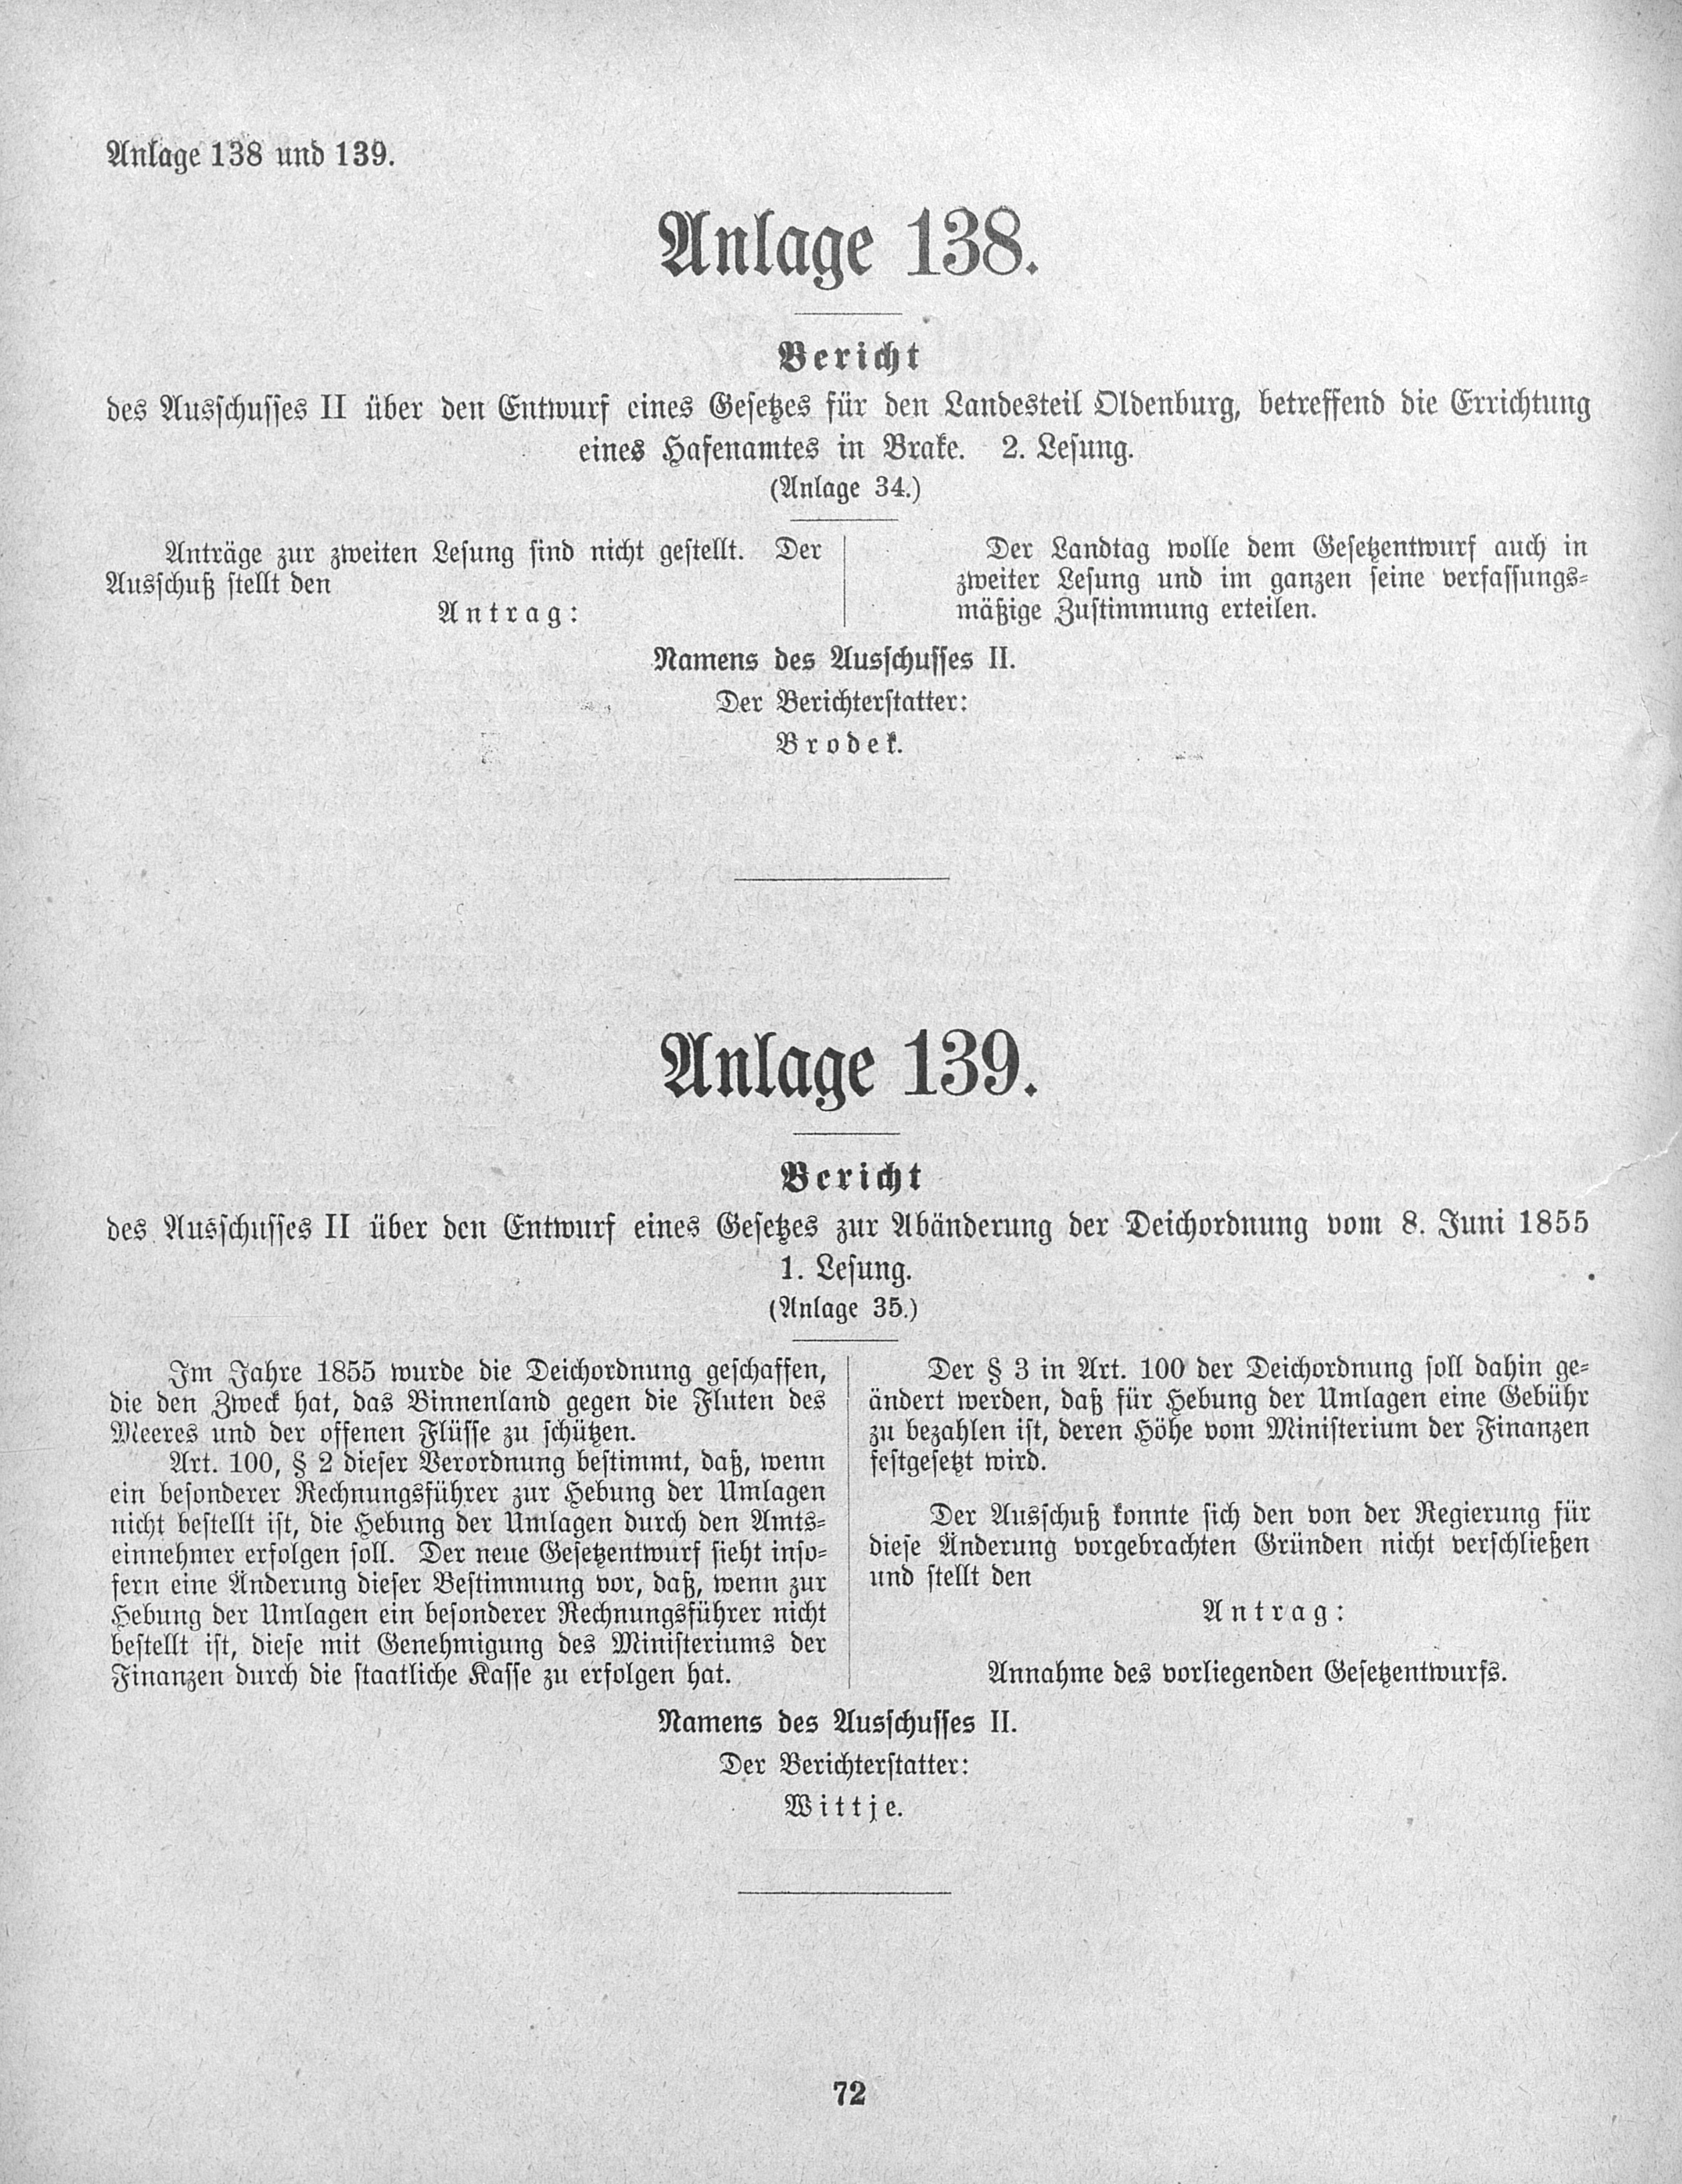 Anlage 138 und 139.
Anlage 138.
Bericht
des Ausschusses II über den Entwurf eines Gesetzes für den Landesteil Oldenburg, betreffend die Errichtung
eines Hafenamtes in Brake. 2. Lesung.
(Anlage 34.)
Anträge zur zweiten Lesung sind nicht gestellt. Der
Ausschuß stellt den
Antrag:
Der Landtag wolle dem Gesetzentwurf auch in
zweiter Lesung und im ganzen seine verfassungs-
mäßige Zustimmung erteilen.
Namens des Ausschusses II.
Der Berichterstatter:
Brodek.
Anlage 139.
Bericht
des Ausschusses II über den Entwurf eines Gesetzes zur Abänderung der Deichordnung vom 8. Juni 1855
1. Lesung.
(Anlage 35.)
Im Jahre 1855 wurde die Deichordnung geschaffen,
die den Zweck hat, das Binnenland gegen die Fluten des
Meeres und der offenen Flüsse zu schützen.
Art. 100, § 2 dieser Verordnung bestimmt, daß, wenn
ein besonderer Rechnungsführer zur Hebung der Umlagen
nicht bestellt ist, die Hebung der Umlagen durch den Amts-
einnehmer erfolgen soll. Der neue Gesetzentwurf sieht inso-
fern eine Änderung dieser Bestimmung vor, daß, wenn zur
Hebung der Umlagen ein besonderer Rechnungsführer nicht
bestellt ist, diese mit Genehmigung des Ministeriums der
Finanzen durch die staatliche Kasse zu erfolgen hat.
Der § 3 in Art. 100 der Deichordnung soll dahin ge-
ändert werden, daß für Hebung der Umlagen eine Gebühr
zu bezahlen ist, deren Höhe vom Ministerium der Finanzen
festgesetzt wird.
Der Ausschuß konnte sich den von der Regierung für
diese Änderung vorgebrachten Gründen nicht verschließen
und stellt den
Antrag:
Annahme des vorliegenden Gesetzentwurfs.
Namens des Ausschusses II.
Der Berichterstatter:
Wittje.
72